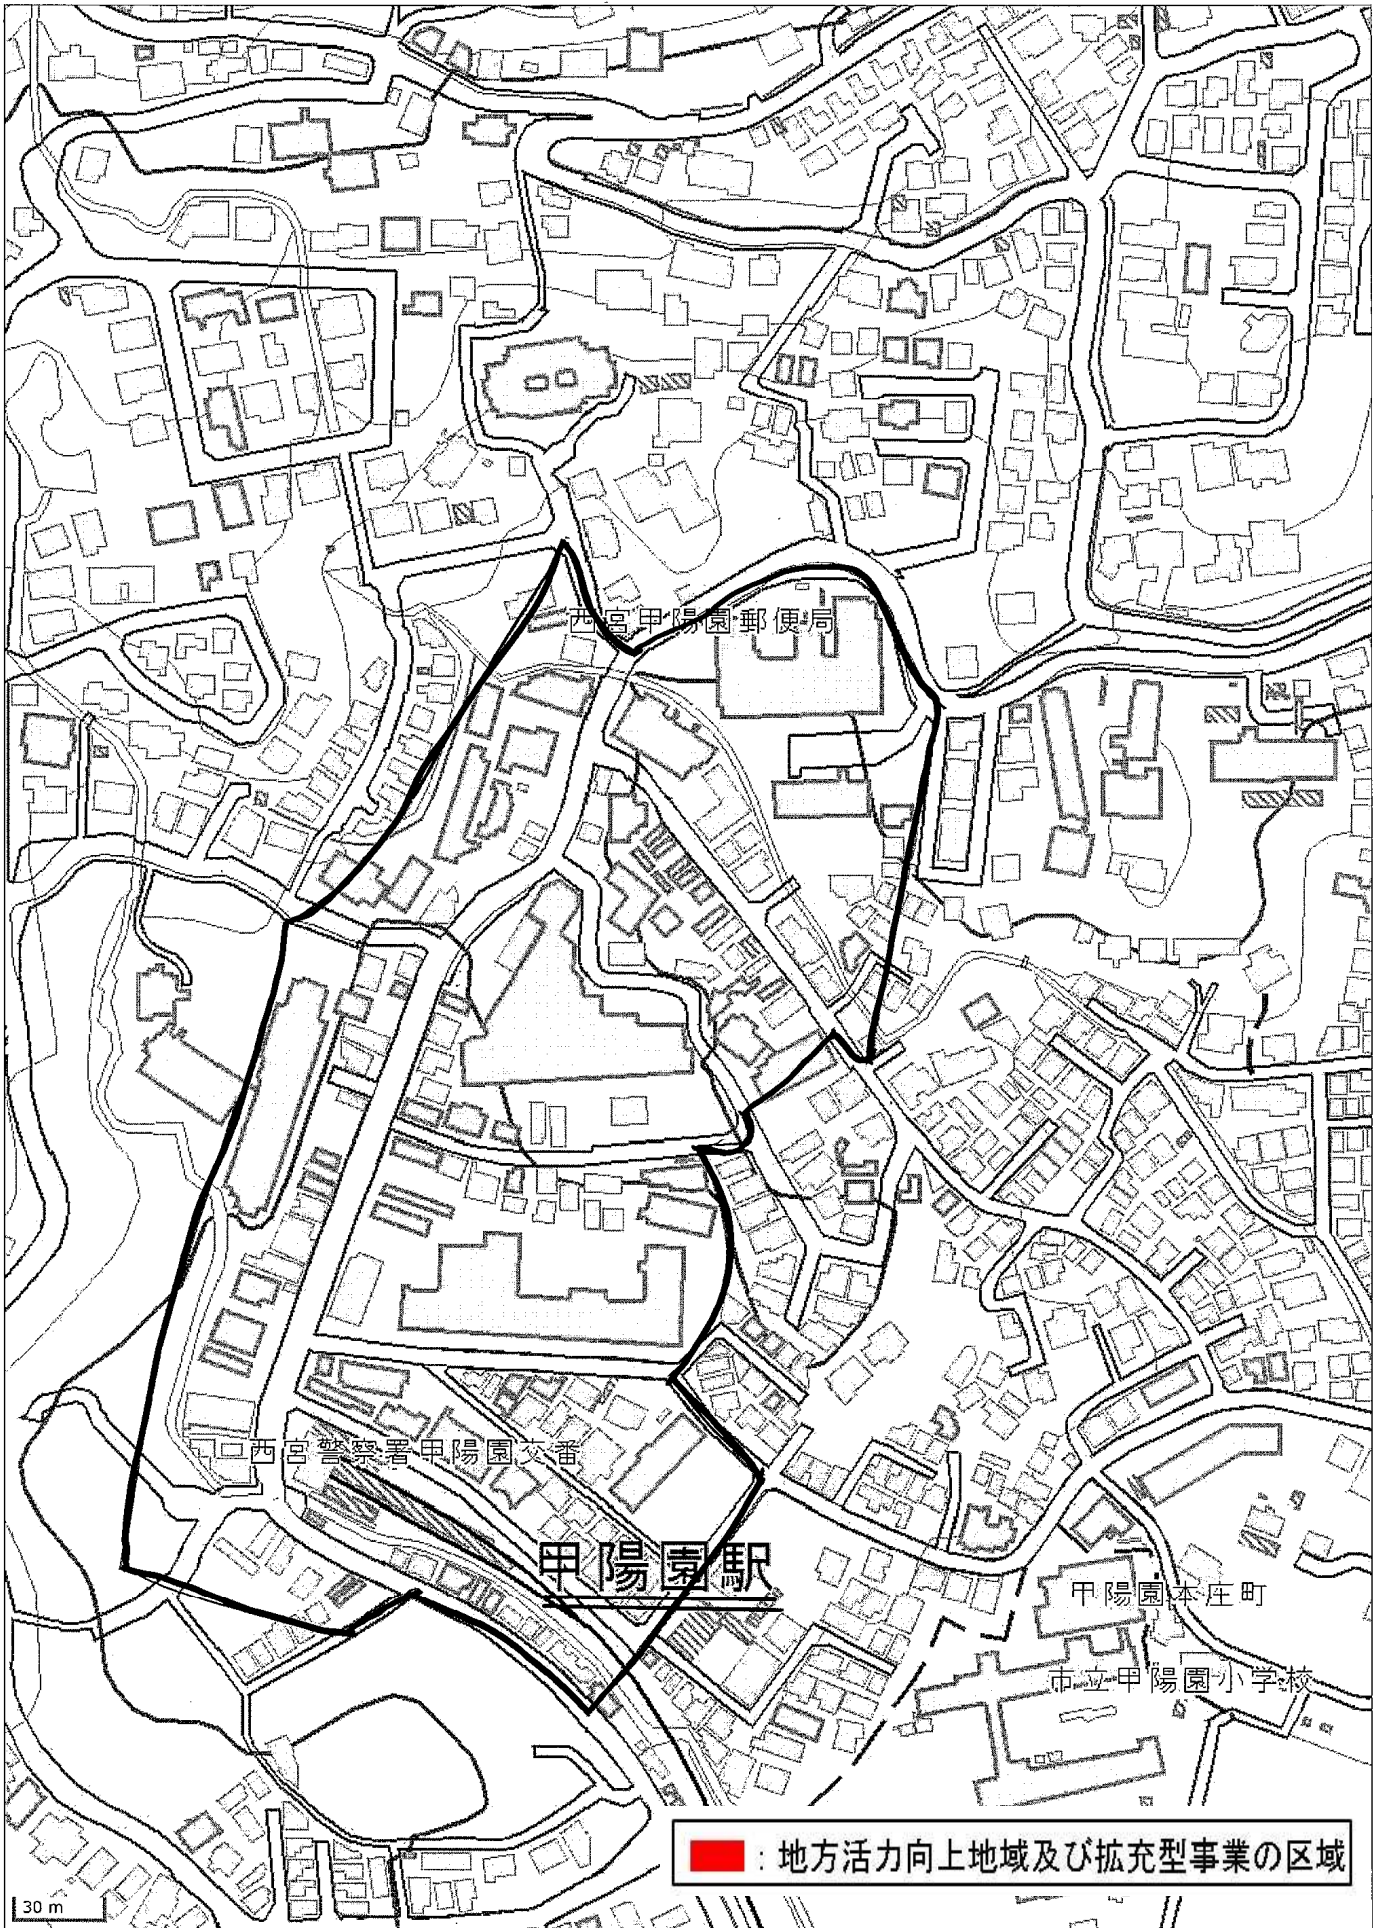 西宮甲陽園郵便局
西宮警察署甲陽園交番
甲陽園駅
甲陽園本庄町
市立甲陽園小学校
：地方活力向上地域及び拡充型事業の区域
30 m